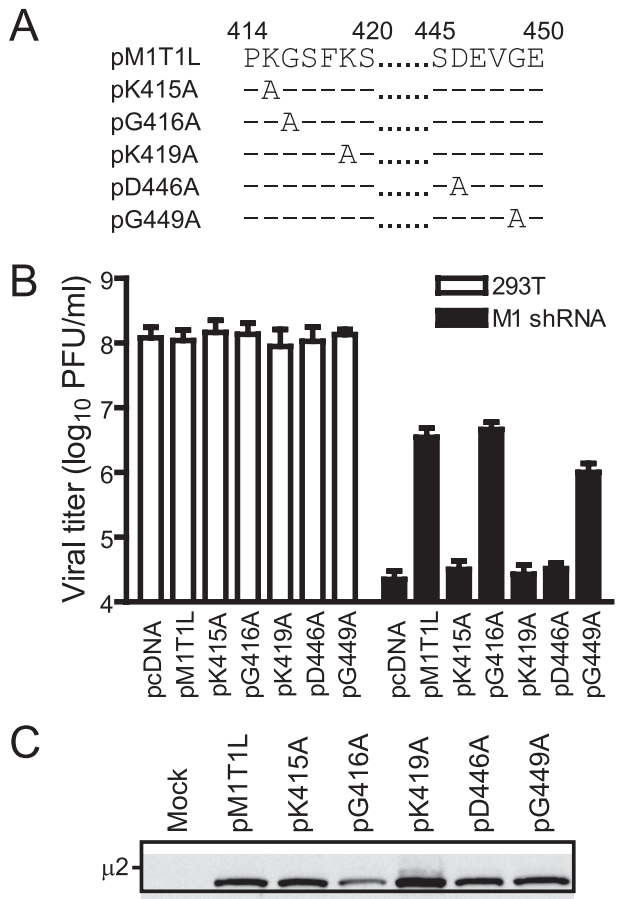 A
414 420 445 450
pM1T1L PKGSFKS......SDEVGE
pK415A -A-----......------
pG416A --A----......------
pK419A -----A-......------
pD446A -------......-A----
pG449A -------......----A-
B
Viral titer (log10 PFU/ml)
9
8
7
6
5
4
293T
M1 shRNA
pcDNA pM1T1L pK415A pG416A pK419A pD446A pG449A pcDNA pM1T1L pK415A pG416A pK419A pD446A pG449A
C
Mock pM1T1L pK415A pG416A pK419A pD446A pG449A
μ2